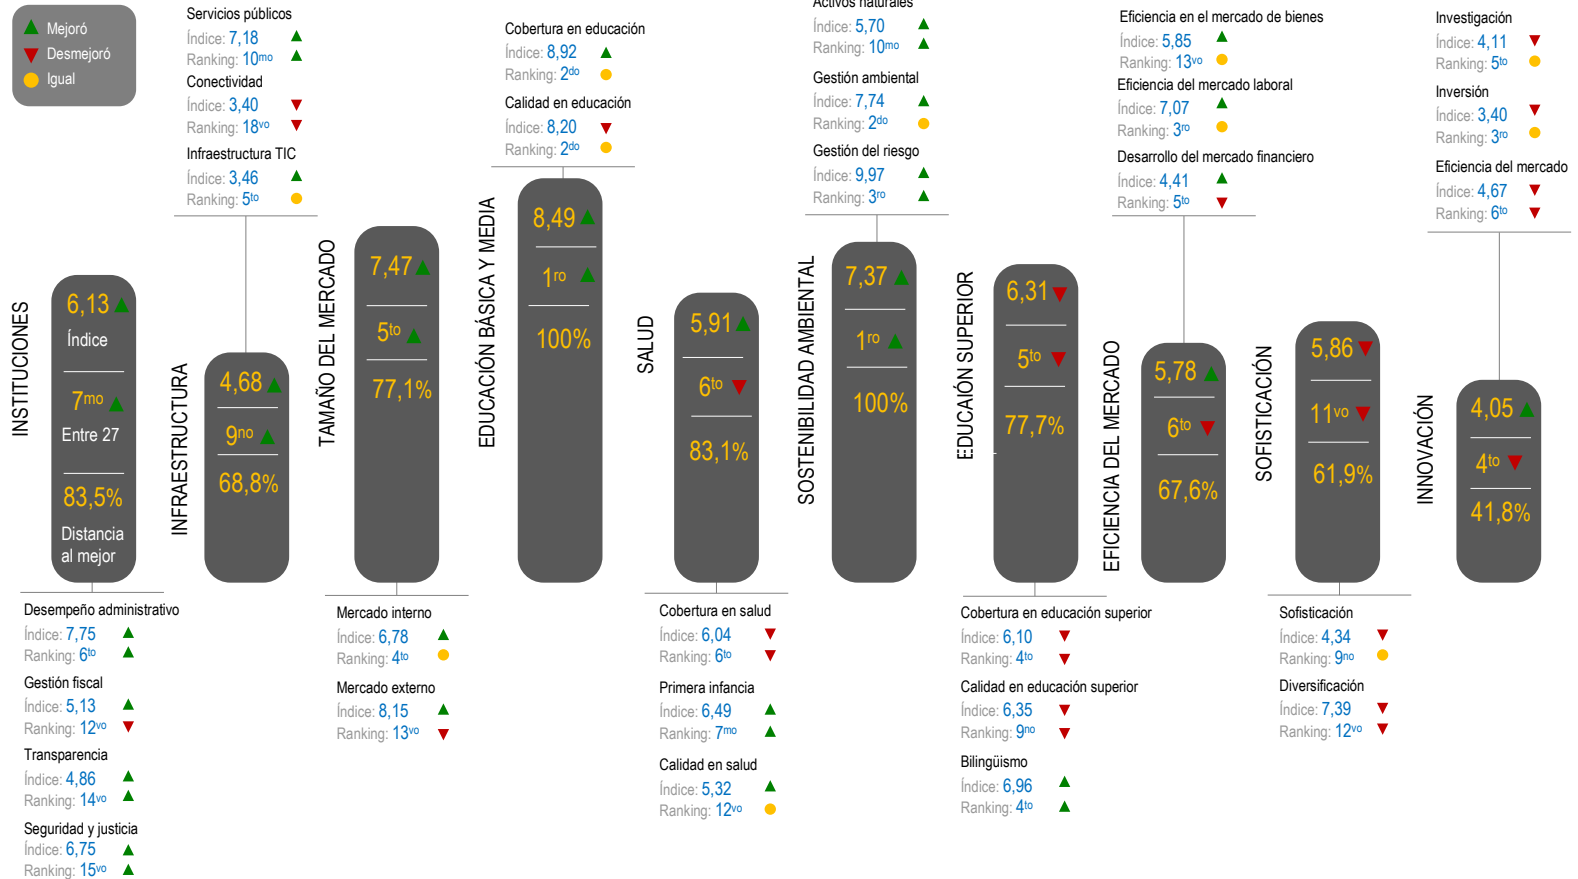 Mejoró
Desmejoró
Igual
Servicios públicos
Índice: 7,18
Ranking: 10mo
Conectividad
Índice: 3,40
Ranking: 18vo
Infraestructura TIC
Índice: 3,46
Ranking: 5to
Cobertura en educación
Índice: 8,92
Ranking: 2do
Calidad en educación
Índice: 8,20
Ranking: 2do
Activos naturales
Índice: 5,70
Ranking: 10mo
Gestión ambiental
Índice: 7,74
Ranking: 2do
Gestión del riesgo
Índice: 9,97
Ranking: 3ro
Eficiencia en el mercado de bienes
Índice: 5,85
Ranking: 13vo
Eficiencia del mercado laboral
Índice: 7,07
Ranking: 3ro
Desarrollo del mercado financiero
Índice: 4,41
Ranking: 5to
Investigación
Índice: 4,11
Ranking: 5to
Inversión
Índice: 3,40
Ranking: 3ro
Eficiencia del mercado
Índice: 4,67
Ranking: 6to
INSTITUCIONES
6,13
Índice
7mo
Entre 27
83,5%
Distancia
al mejor
INFRAESTRUCTURA
4,68
9no
68,8%
TAMAÑO DEL MERCADO
7,47
5to
77,1%
EDUCACIÓN BÁSICA Y MEDIA
8,49
1ro
100%
SALUD
5,91
6to
83,1%
SOSTENIBILIDAD AMBIENTAL
7,37
1ro
100%
EDUCAIÓN SUPERIOR
6,31
5to
77,7%
EFICIENCIA DEL MERCADO
5,78
6to
67,6%
SOFISTICACIÓN
5,86
11vo
61,9%
INNOVACIÓN
4,05
4to
41,8%
Desempeño administrativo
Índice: 7,75
Ranking: 6to
Gestión fiscal
Índice: 5,13
Ranking: 12vo
Transparencia
Índice: 4,86
Ranking: 14vo
Seguridad y justicia
Índice: 6,75
Ranking: 15vo
Mercado interno
Índice: 6,78
Ranking: 4to
Mercado externo
Índice: 8,15
Ranking: 13vo
Cobertura en salud
Índice: 6,04
Ranking: 6to
Primera infancia
Índice: 6,49
Ranking: 7mo
Calidad en salud
Índice: 5,32
Ranking: 12vo
Cobertura en educación superior
Índice: 6,10
Ranking: 4to
Calidad en educación superior
Índice: 6,35
Ranking: 9no
Bilingüismo
Índice: 6,96
Ranking: 4to
Sofisticación
Índice: 4,34
Ranking: 9no
Diversificación
Índice: 7,39
Ranking: 12vo